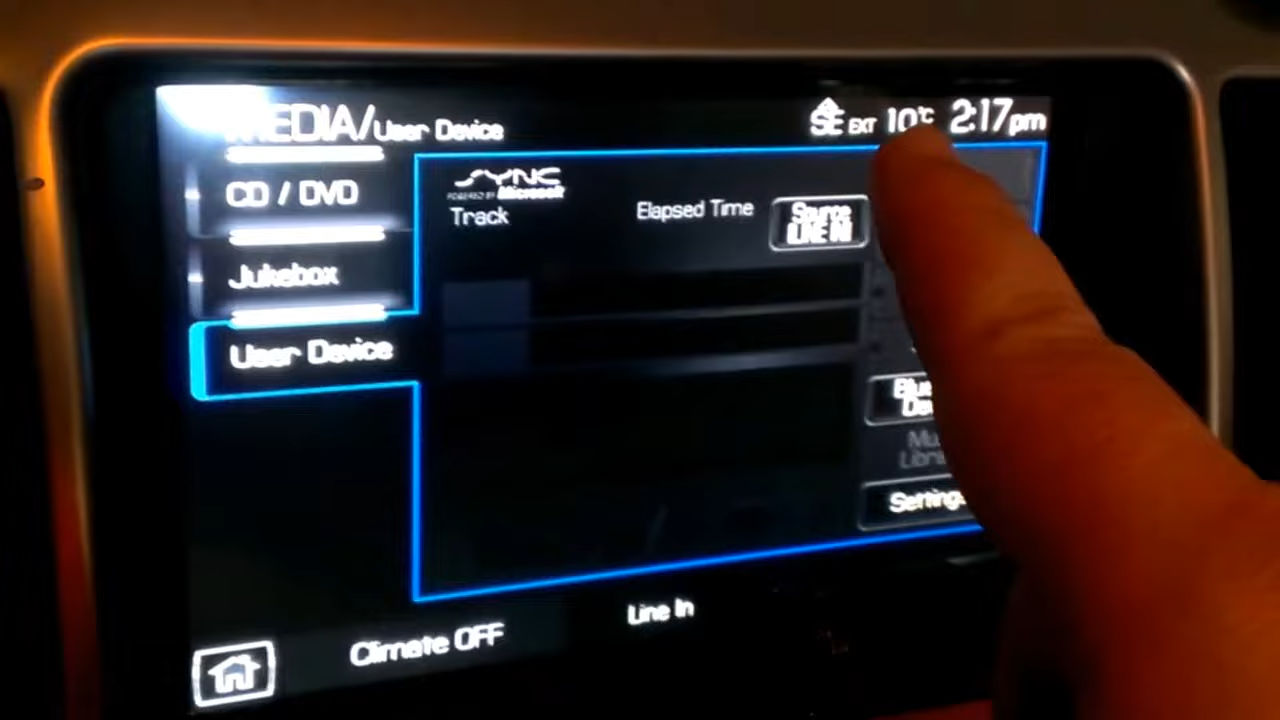 MEDIA/User Device
SE EXT 10°C 2:17pm
CD / DVD
SYNC
POWERED BY Microsoft
Track
Elapsed Time
Source
LINE IN
Jukebox
User Device
Settings
Line In
Climate OFF